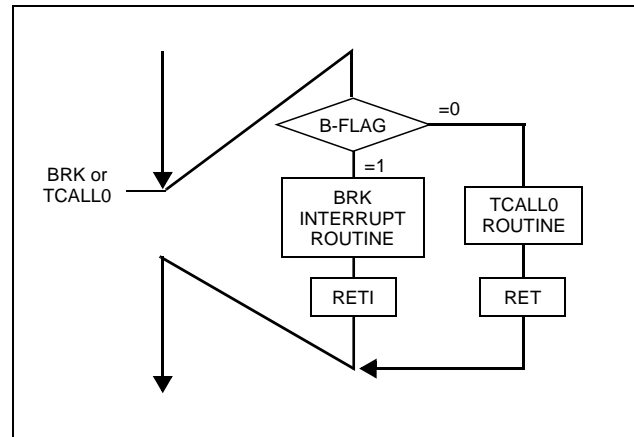 B-FLAG
=0
=1
BRK or
TCALL0
BRK
INTERRUPT
ROUTINE
TCALL0
ROUTINE
RETI
RET